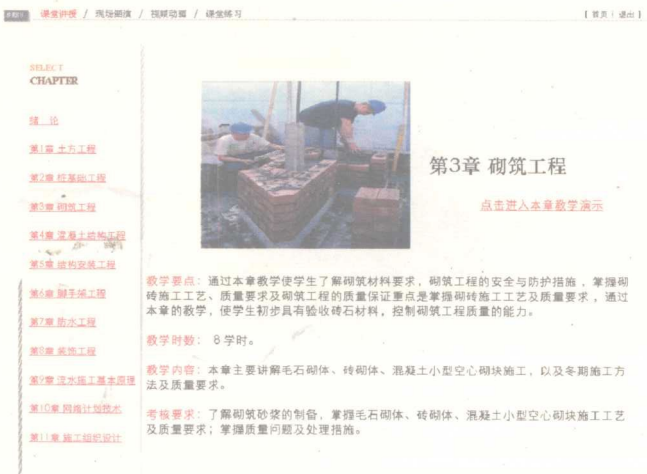 课堂讲授 / 现场录像 / 视频动画 / 课堂练习
[ 首页 | 退出 ]
SELECT
CHAPTER
绪 论
第1章 土方工程
第2章 桩基础工程
第3章 砌筑工程
第4章 混凝土结构工程
第5章 结构安装工程
第6章 脚手架工程
第7章 防水工程
第8章 装饰工程
第9章 流水施工基本原理
第10章 网络计划技术
第11章 施工组织设计
第3章 砌筑工程
点击进入本章教学演示
教学要点：通过本章教学使学生了解砌筑材料要求，砌筑工程的安全与防护措施，掌握砌
砖施工工艺、质量要求及砌筑工程的质量保证重点是掌握砌砖施工工艺及质量要求，通过
本章的教学，使学生初步具有验收砖石材料，控制砌筑工程质量的能力。
教学时数： 8学时。
教学内容：本章主要讲解毛石砌体、砖砌体、混凝土小型空心砌块施工，以及冬期施工方
法及质量要求。
考核要求：了解砌筑砂浆的制备，掌握毛石砌体、砖砌体、混凝土小型空心砌块施工工艺
及质量要求；掌握质量问题及处理措施。